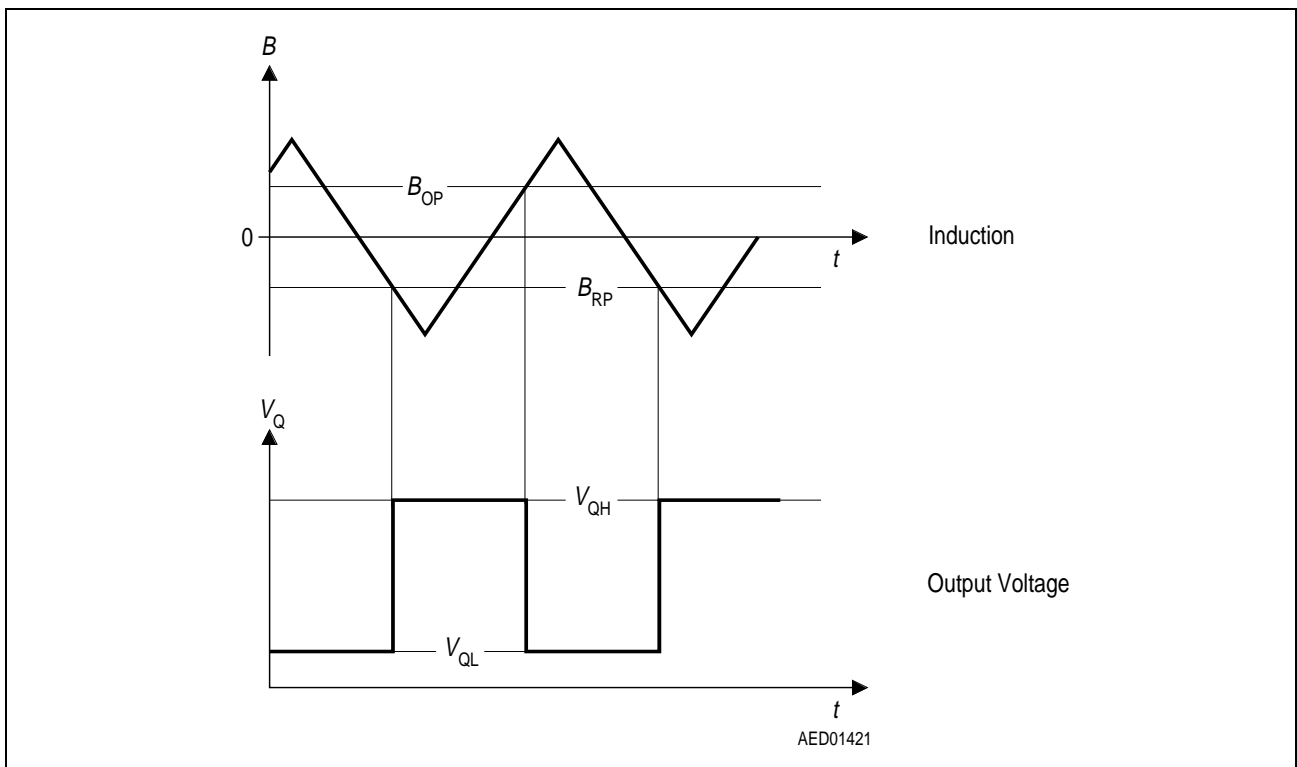 B
B_OP
0
t
Induction
B_RP
V_Q
V_QH
Output Voltage
V_QL
t
AED01421